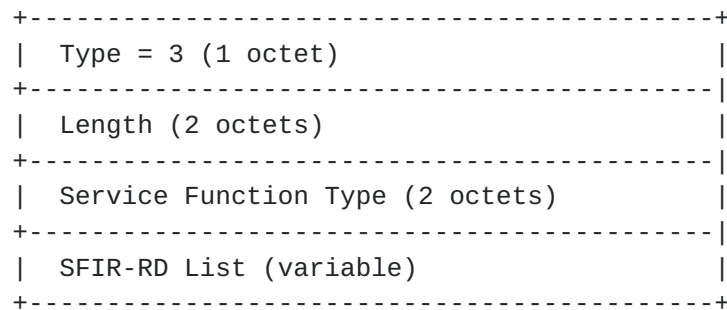 Type = 3 (1 octet)
Length (2 octets)
Service Function Type (2 octets)
SFIR-RD List (variable)